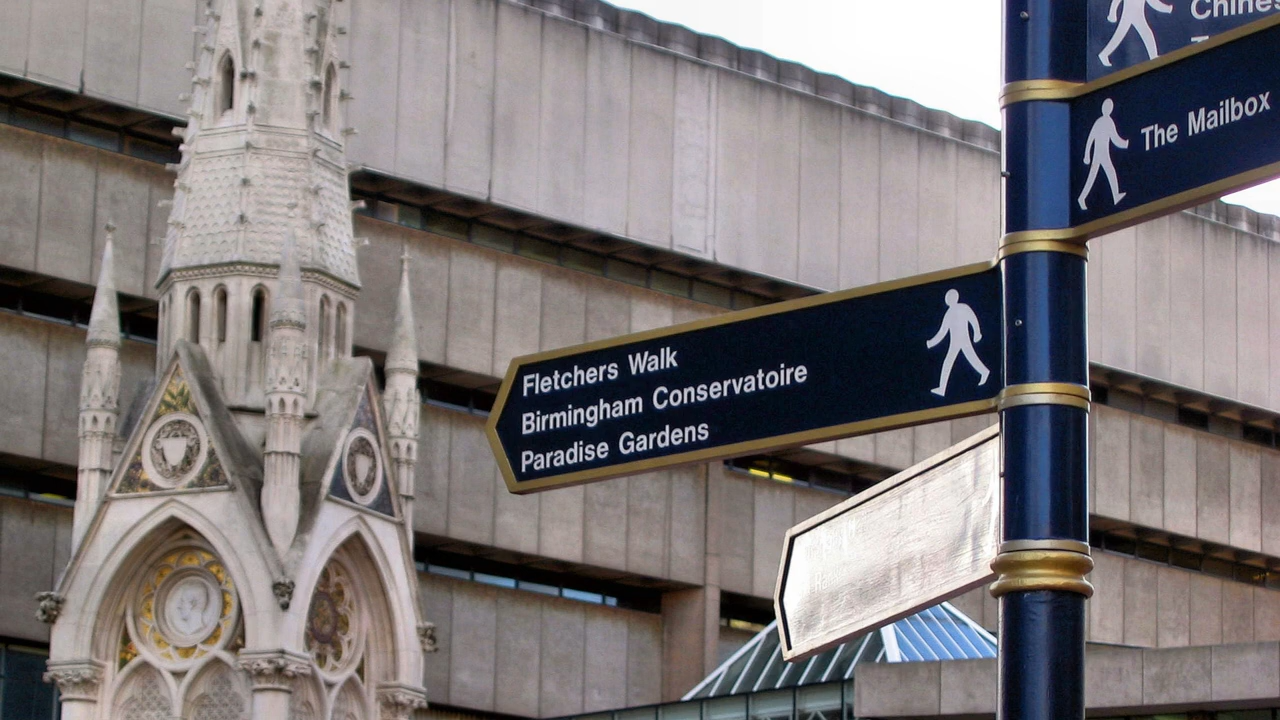 Chines
The Mailbox
Fletchers Walk
Birmingham Conservatoire
Paradise Gardens